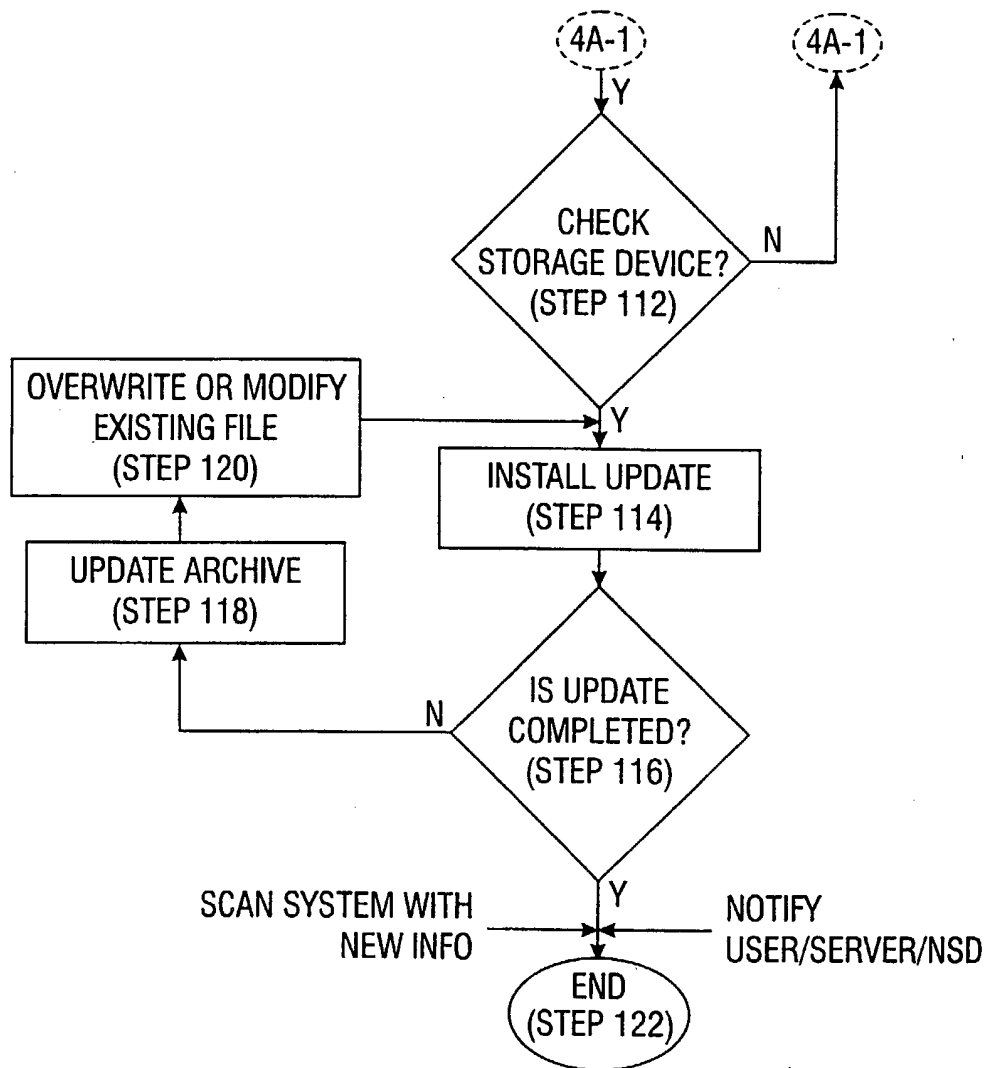 4A-1
4A-1
Y
CHECK
STORAGE DEVICE?
(STEP 112)
N
OVERWRITE OR MODIFY
EXISTING FILE
(STEP 120)
Y
INSTALL UPDATE
(STEP 114)
UPDATE ARCHIVE
(STEP 118)
IS UPDATE
COMPLETED?
(STEP 116)
N
Y
SCAN SYSTEM WITH
NEW INFO
NOTIFY
USER/SERVER/NSD
END
(STEP 122)